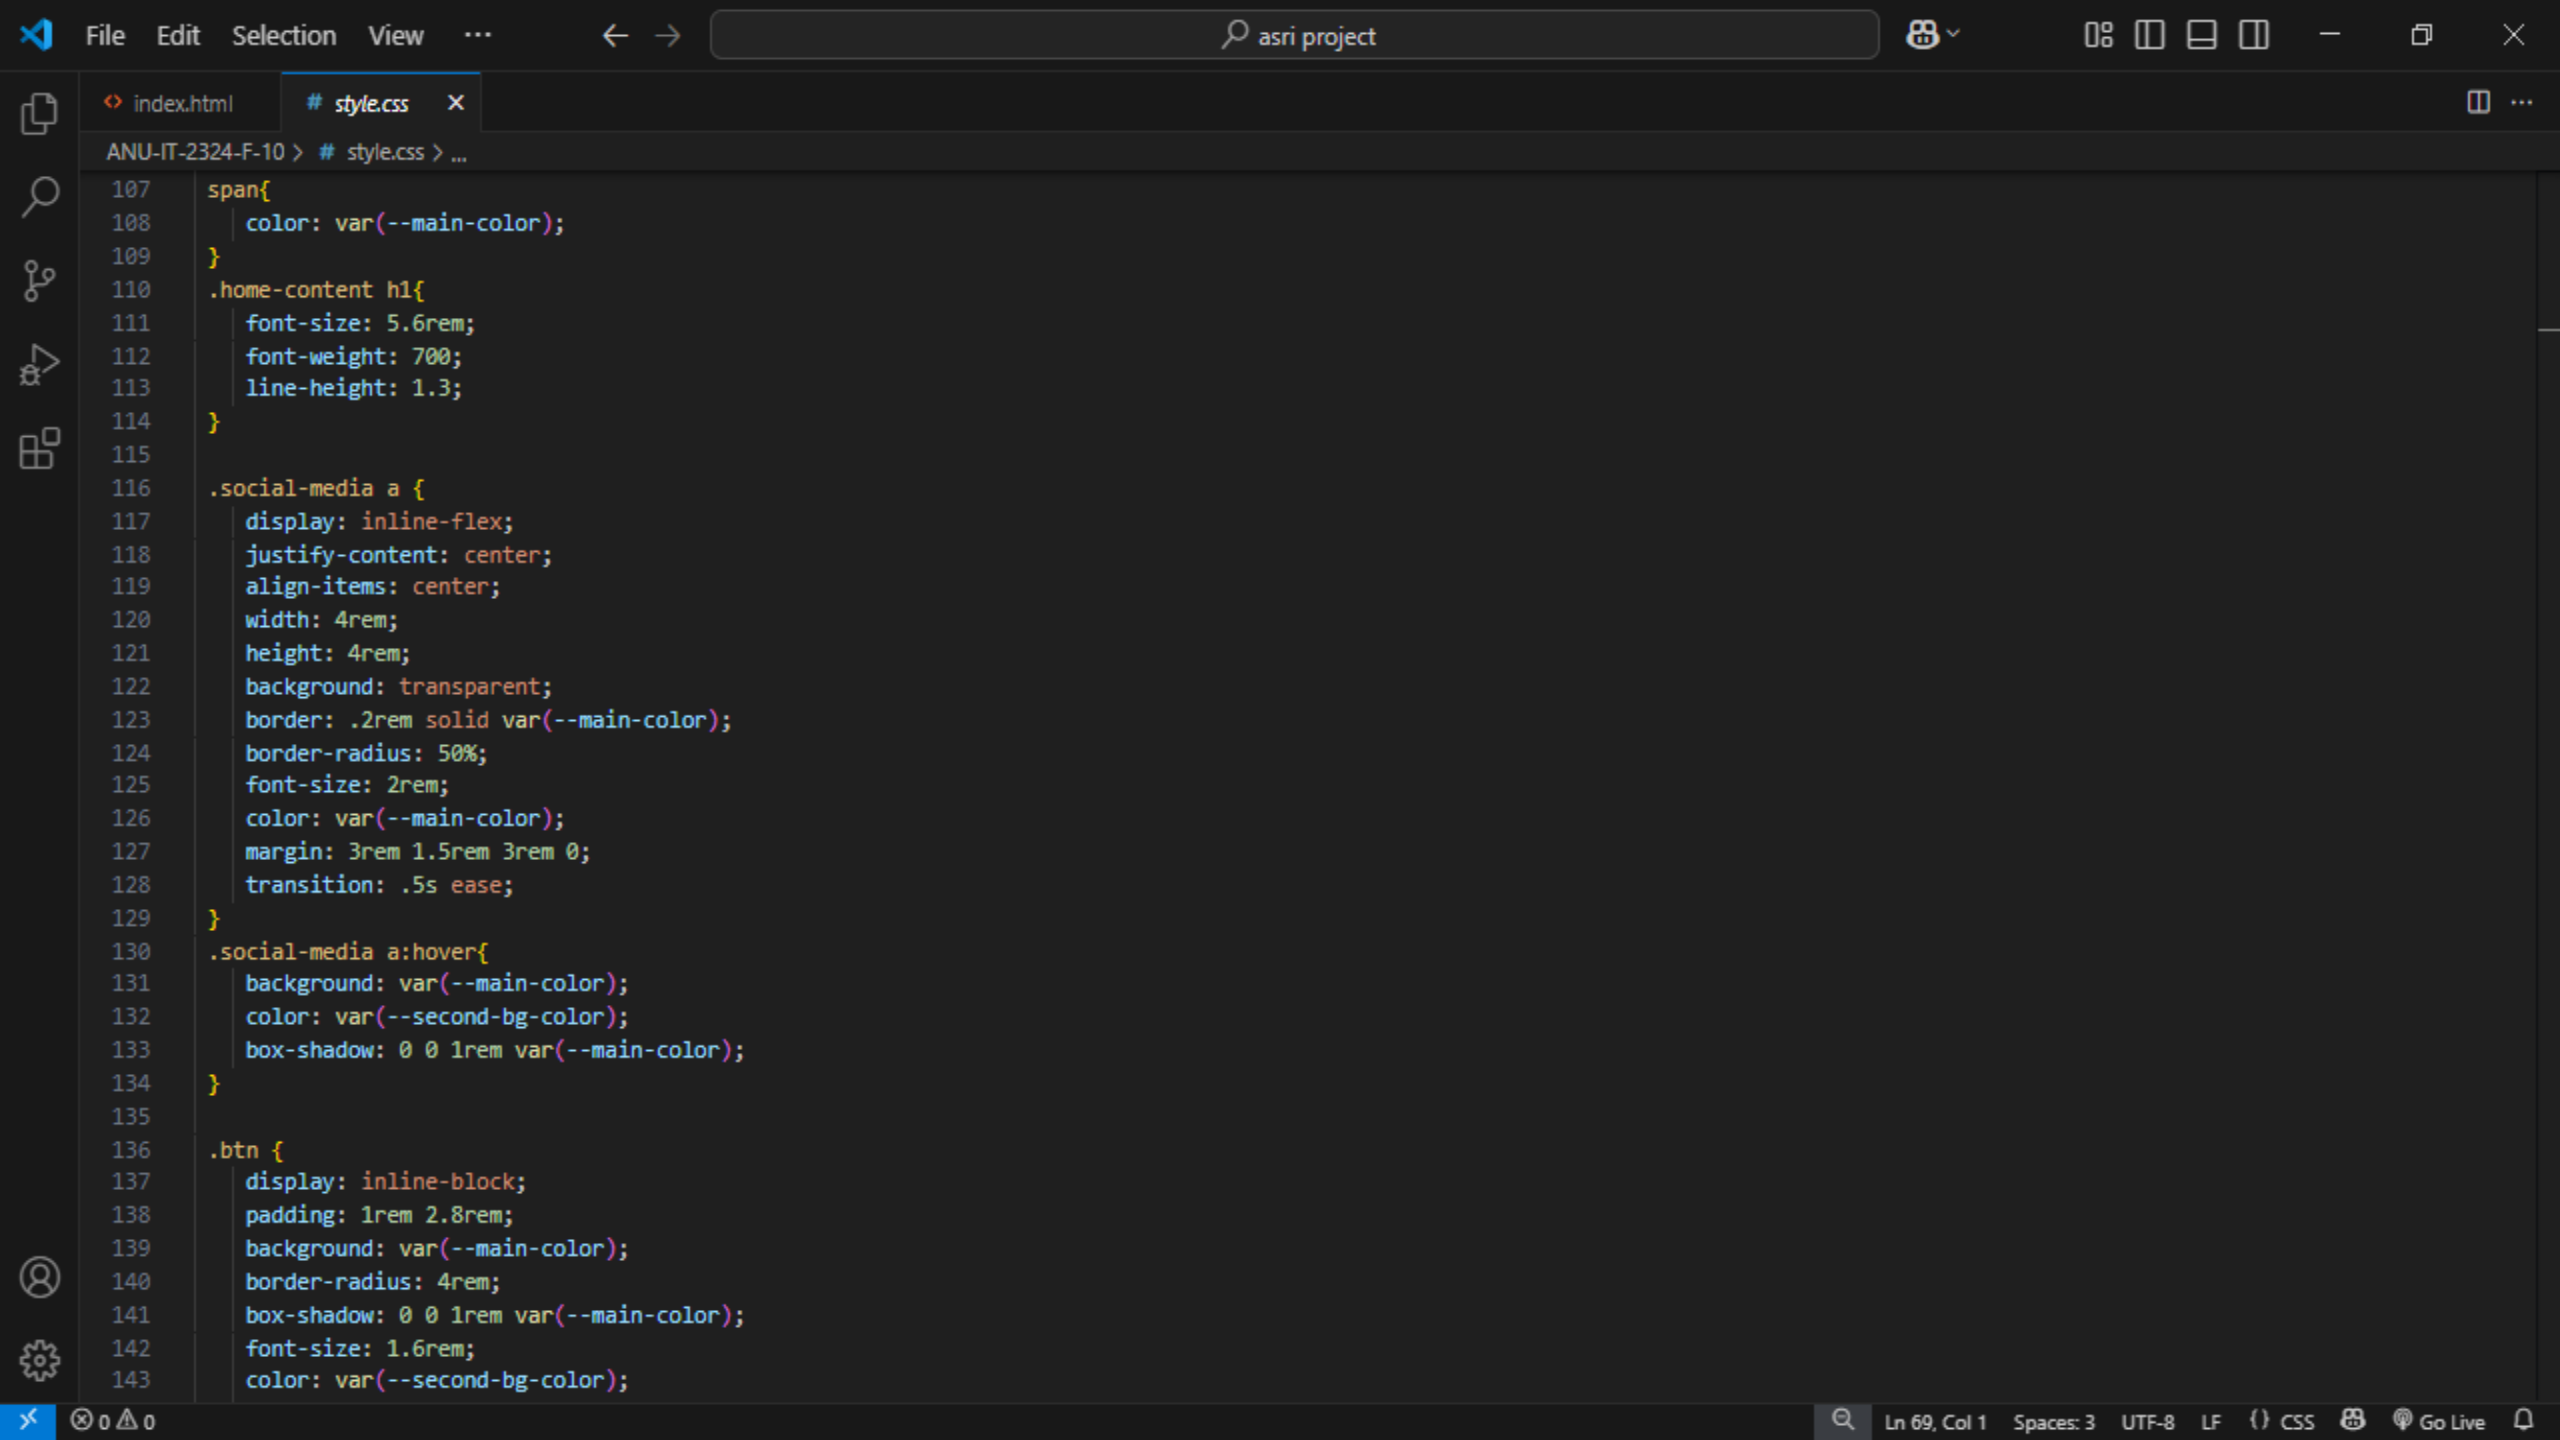 File Edit Selection View ··· asri project
index.html # style.css
ANU-IT-2324-F-10 > # style.css > ...
107 span{
108 color: var(--main-color);
109 }
110 .home-content h1{
111 font-size: 5.6rem;
112 font-weight: 700;
113 line-height: 1.3;
114 }
115
116 .social-media a {
117 display: inline-flex;
118 justify-content: center;
119 align-items: center;
120 width: 4rem;
121 height: 4rem;
122 background: transparent;
123 border: .2rem solid var(--main-color);
124 border-radius: 50%;
125 font-size: 2rem;
126 color: var(--main-color);
127 margin: 3rem 1.5rem 3rem 0;
128 transition: .5s ease;
129 }
130 .social-media a:hover{
131 background: var(--main-color);
132 color: var(--second-bg-color);
133 box-shadow: 0 0 1rem var(--main-color);
134 }
135
136 .btn {
137 display: inline-block;
138 padding: 1rem 2.8rem;
139 background: var(--main-color);
140 border-radius: 4rem;
141 box-shadow: 0 0 1rem var(--main-color);
142 font-size: 1.6rem;
143 color: var(--second-bg-color);
0 0 Ln 69, Col 1 Spaces: 3 UTF-8 LF {} CSS Go Live